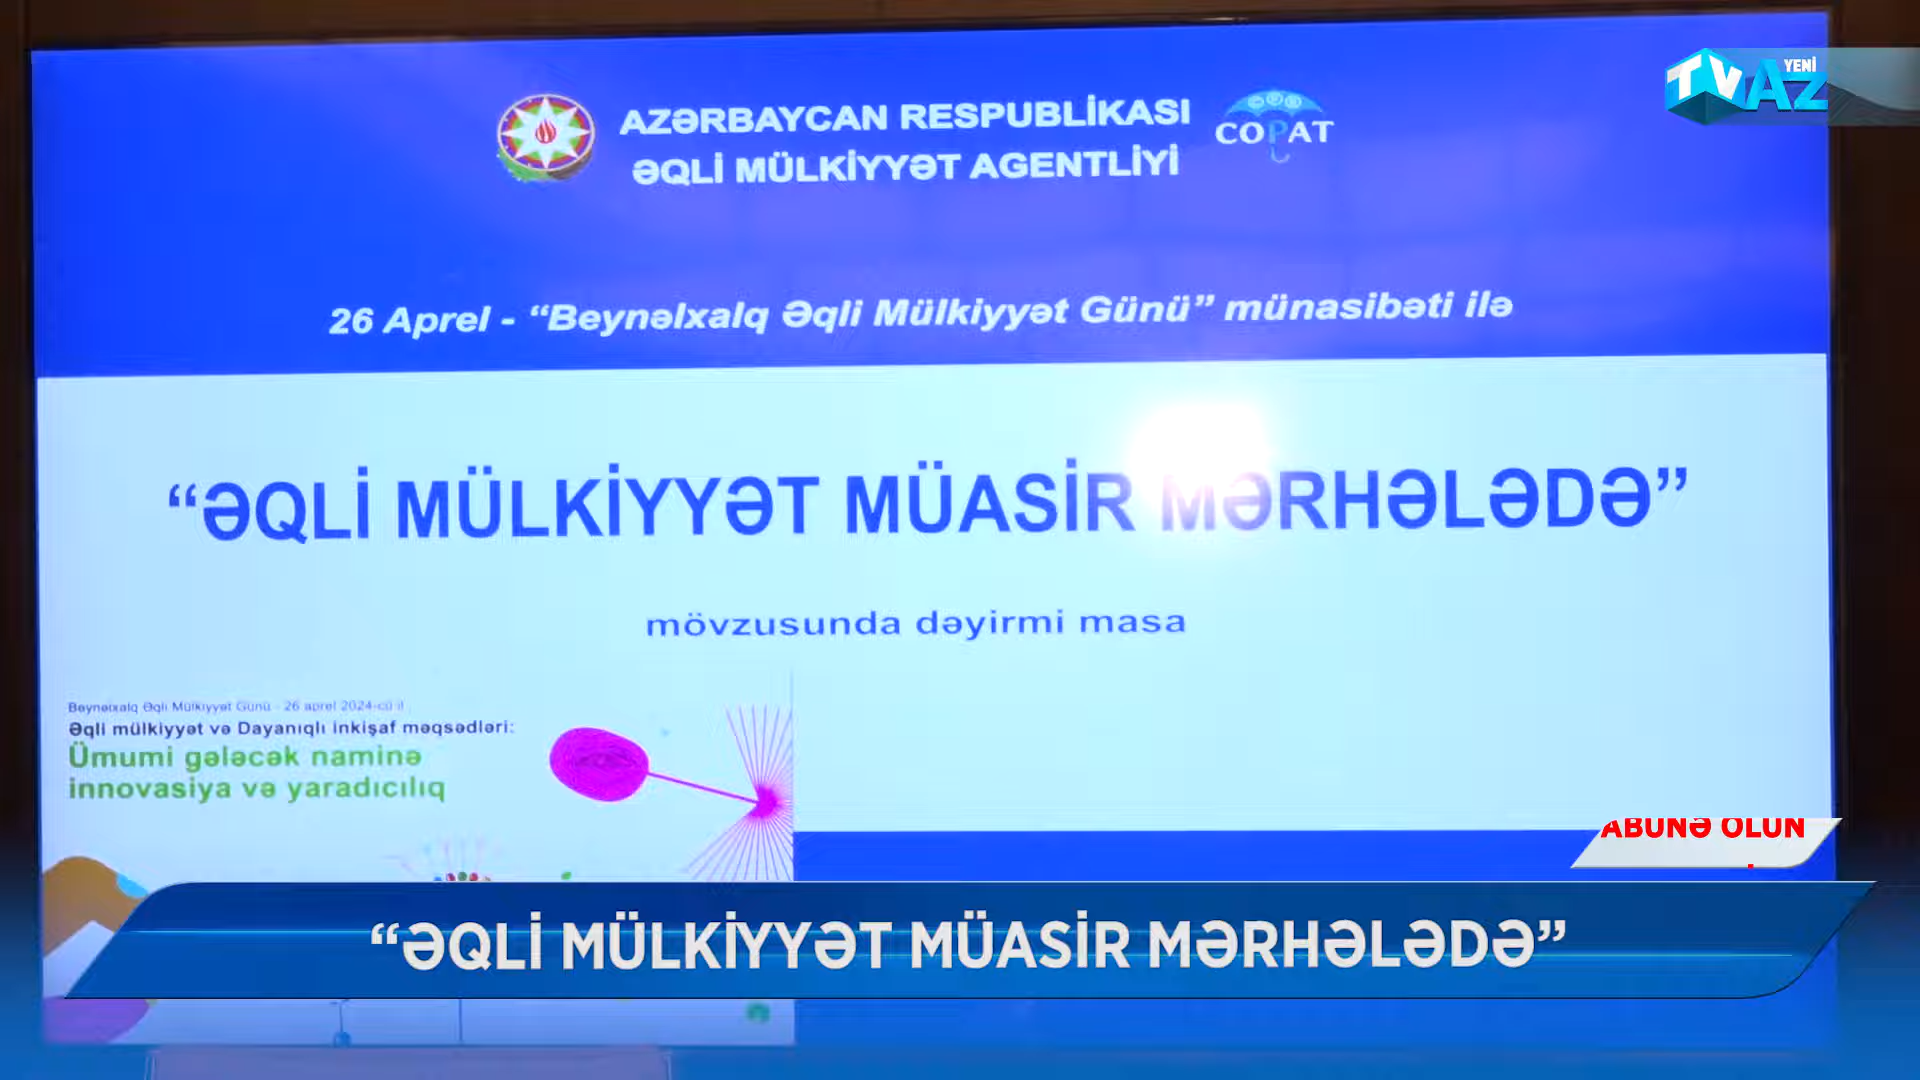 AZƏRBAYCAN RESPUBLİKASI
ƏQLİ MÜLKİYYƏT AGENTLİYİ
COPAT
TV AZ YENİ
26 Aprel - “Beynəlxalq Əqli Mülkiyyət Günü” münasibəti ilə
“ƏQLİ MÜLKİYYƏT MÜASİR MƏRHƏLƏDƏ”
mövzusunda dəyirmi masa
Beynəlxalq Əqli Mülkiyyət Günü - 26 aprel 2024-cü il
Əqli mülkiyyət və Dayanıqlı inkişaf məqsədləri:
Ümumi gələcək naminə
innovasiya və yaradıcılıq
ABUNƏ OLUN
“ƏQLİ MÜLKİYYƏT MÜASİR MƏRHƏLƏDƏ”